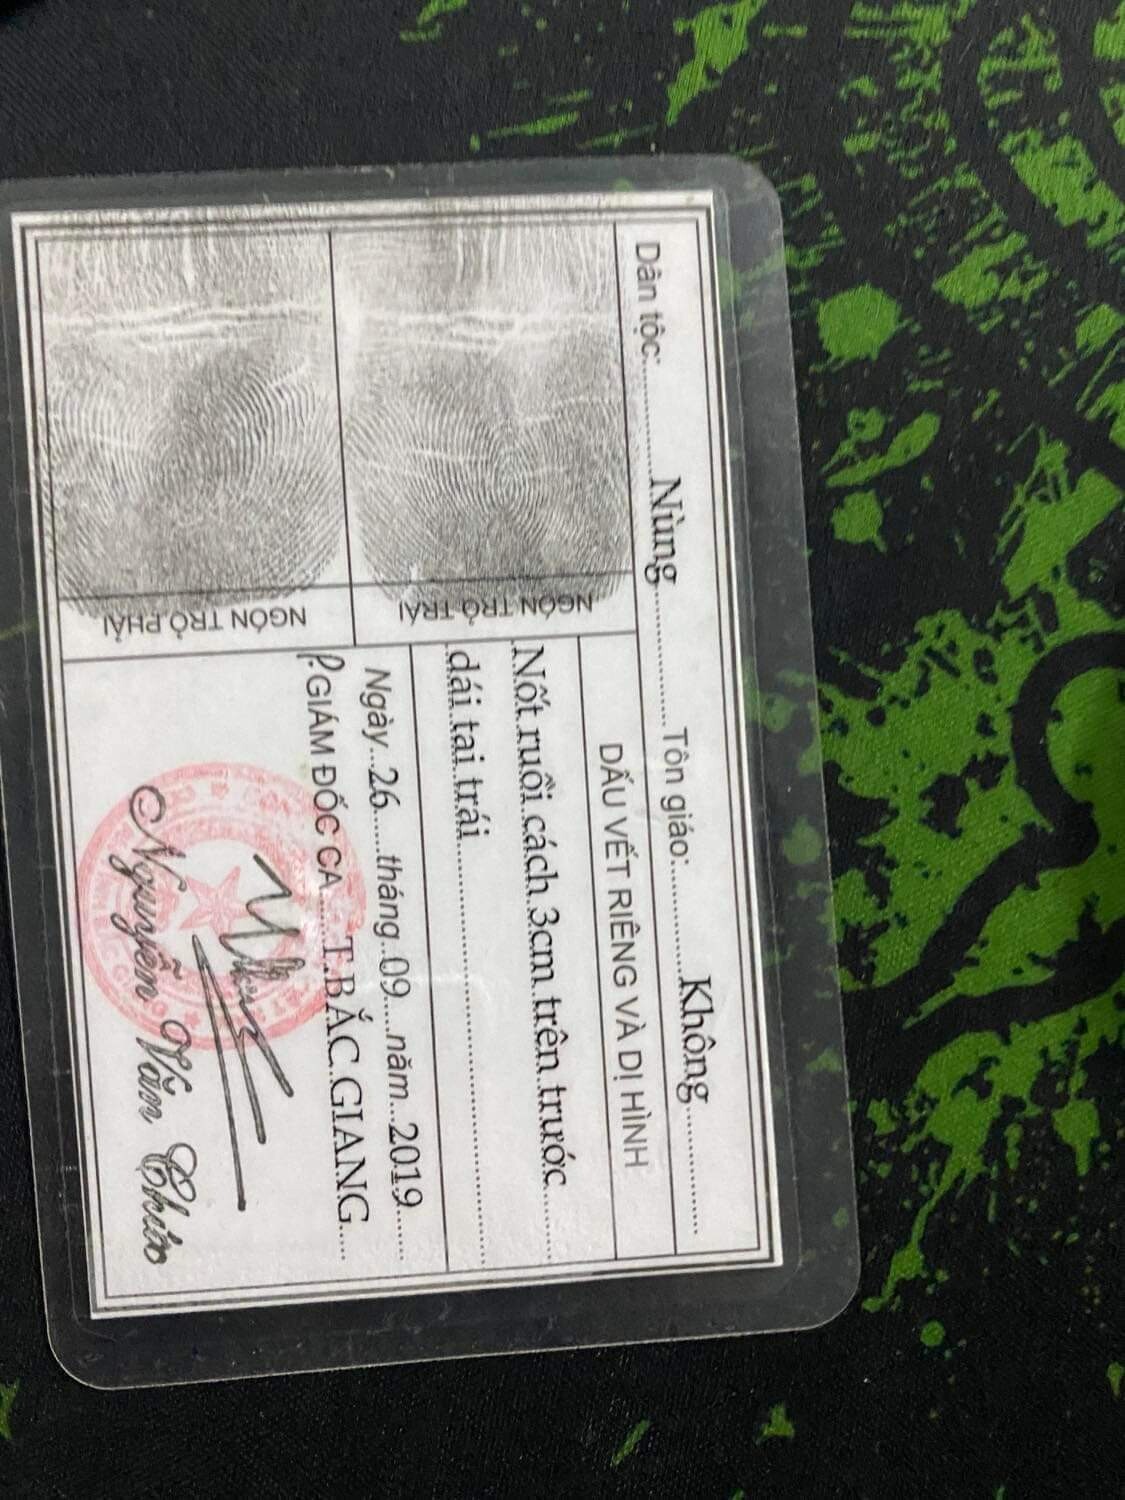 Dân tộc: Nùng Tôn giáo: Không
DẤU VẾT RIÊNG VÀ DỊ HÌNH
Nốt ruồi cách 3cm trên trước
dái tai trái
Ngày 26 tháng 09 năm 2019
P.GIÁM ĐỐC CA T.BẮC GIANG
Nguyễn Văn Chức
NGÓN TRỎ TRÁI
NGÓN TRỎ PHẢI